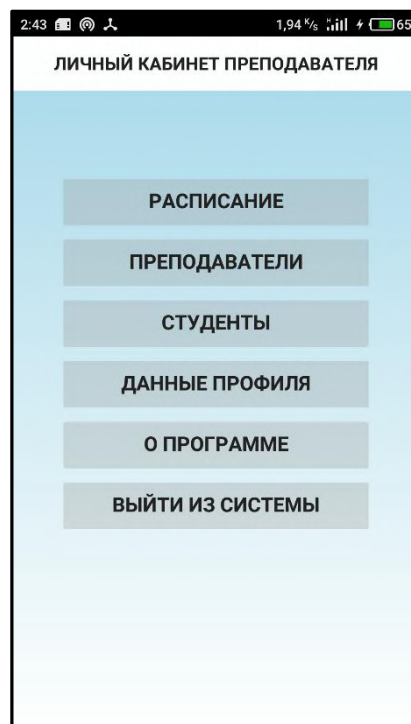 2:43 1,94 K/s 65
ЛИЧНЫЙ КАБИНЕТ ПРЕПОДАВАТЕЛЯ
РАСПИСАНИЕ
ПРЕПОДАВАТЕЛИ
СТУДЕНТЫ
ДАННЫЕ ПРОФИЛЯ
О ПРОГРАММЕ
ВЫЙТИ ИЗ СИСТЕМЫ